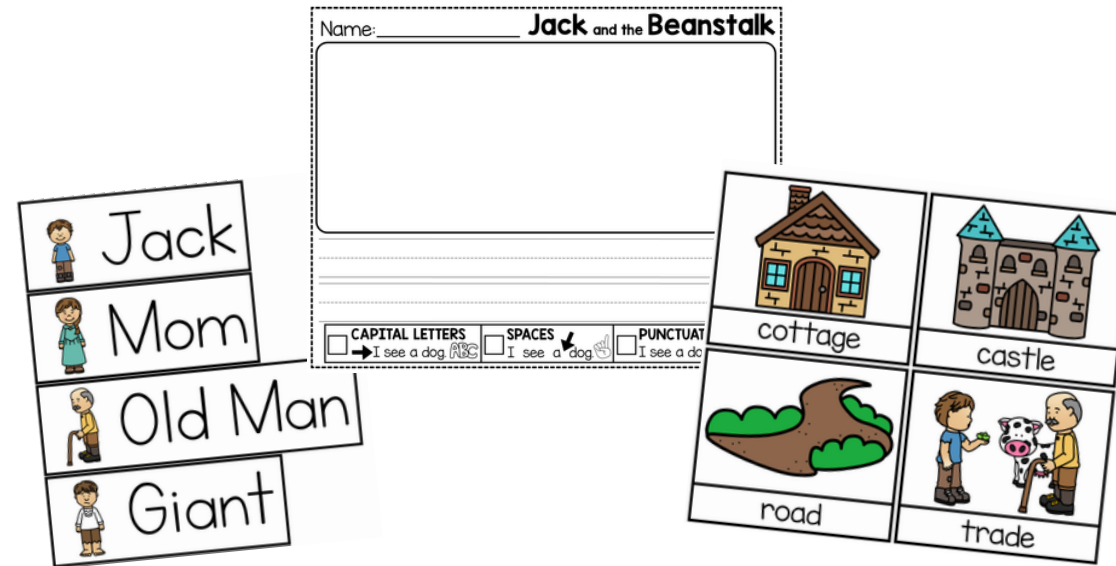 Name: Jack and the Beanstalk
CAPITAL LETTERS
I see a dog. ABC
SPACES
I see a dog.
PUNCTUAT
I see a do
Jack
Mom
Old Man
Giant
cottage
castle
road
trade